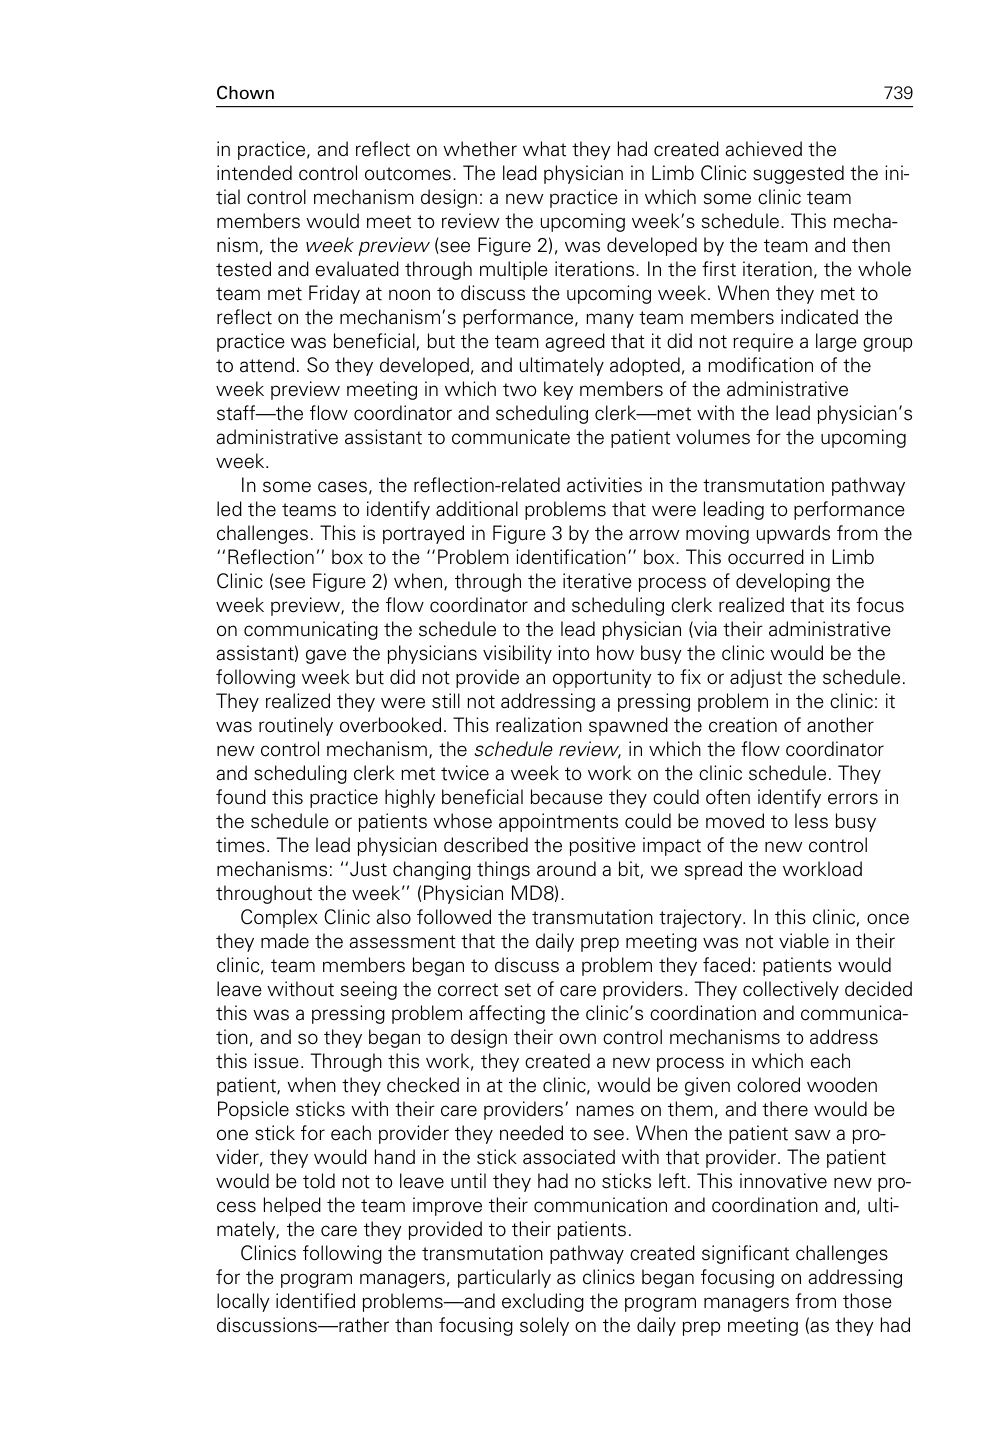 Chown 739
in practice, and reflect on whether what they had created achieved the
intended control outcomes. The lead physician in Limb Clinic suggested the ini-
tial control mechanism design: a new practice in which some clinic team
members would meet to review the upcoming week's schedule. This mecha-
nism, the week preview (see Figure 2), was developed by the team and then
tested and evaluated through multiple iterations. In the first iteration, the whole
team met Friday at noon to discuss the upcoming week. When they met to
reflect on the mechanism's performance, many team members indicated the
practice was beneficial, but the team agreed that it did not require a large group
to attend. So they developed, and ultimately adopted, a modification of the
week preview meeting in which two key members of the administrative
staff—the flow coordinator and scheduling clerk—met with the lead physician's
administrative assistant to communicate the patient volumes for the upcoming
week.
In some cases, the reflection-related activities in the transmutation pathway
led the teams to identify additional problems that were leading to performance
challenges. This is portrayed in Figure 3 by the arrow moving upwards from the
''Reflection'' box to the ''Problem identification'' box. This occurred in Limb
Clinic (see Figure 2) when, through the iterative process of developing the
week preview, the flow coordinator and scheduling clerk realized that its focus
on communicating the schedule to the lead physician (via their administrative
assistant) gave the physicians visibility into how busy the clinic would be the
following week but did not provide an opportunity to fix or adjust the schedule.
They realized they were still not addressing a pressing problem in the clinic: it
was routinely overbooked. This realization spawned the creation of another
new control mechanism, the schedule review, in which the flow coordinator
and scheduling clerk met twice a week to work on the clinic schedule. They
found this practice highly beneficial because they could often identify errors in
the schedule or patients whose appointments could be moved to less busy
times. The lead physician described the positive impact of the new control
mechanisms: ''Just changing things around a bit, we spread the workload
throughout the week'' (Physician MD8).
Complex Clinic also followed the transmutation trajectory. In this clinic, once
they made the assessment that the daily prep meeting was not viable in their
clinic, team members began to discuss a problem they faced: patients would
leave without seeing the correct set of care providers. They collectively decided
this was a pressing problem affecting the clinic's coordination and communica-
tion, and so they began to design their own control mechanisms to address
this issue. Through this work, they created a new process in which each
patient, when they checked in at the clinic, would be given colored wooden
Popsicle sticks with their care providers' names on them, and there would be
one stick for each provider they needed to see. When the patient saw a pro-
vider, they would hand in the stick associated with that provider. The patient
would be told not to leave until they had no sticks left. This innovative new pro-
cess helped the team improve their communication and coordination and, ulti-
mately, the care they provided to their patients.
Clinics following the transmutation pathway created significant challenges
for the program managers, particularly as clinics began focusing on addressing
locally identified problems—and excluding the program managers from those
discussions—rather than focusing solely on the daily prep meeting (as they had